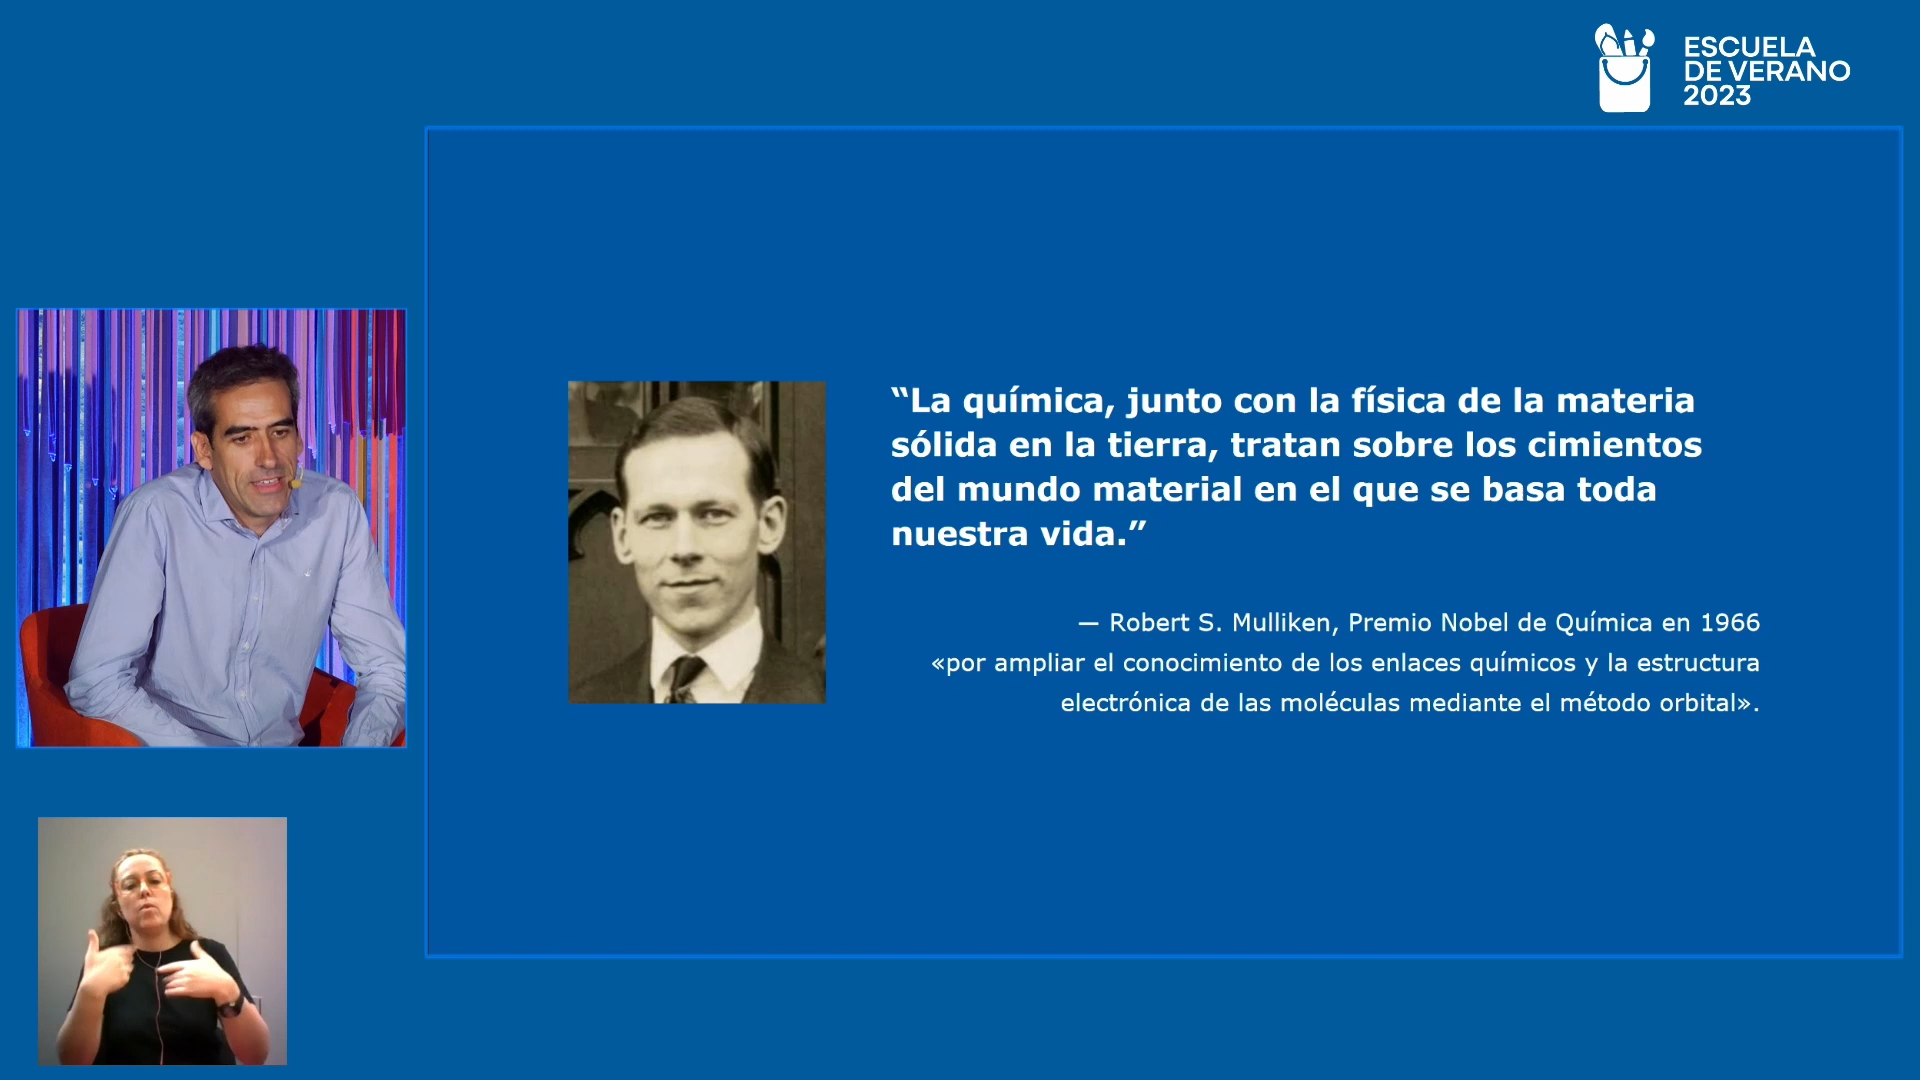 ESCUELA
DE VERANO
2023
“La química, junto con la física de la materia
sólida en la tierra, tratan sobre los cimientos
del mundo material en el que se basa toda
nuestra vida.”
— Robert S. Mulliken, Premio Nobel de Química en 1966
«por ampliar el conocimiento de los enlaces químicos y la estructura
electrónica de las moléculas mediante el método orbital».